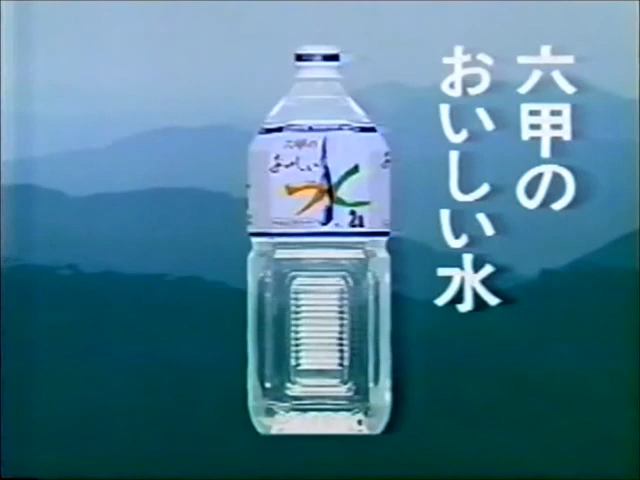 六甲の
おいしい水
六甲の
おいしい
水
2ℓ